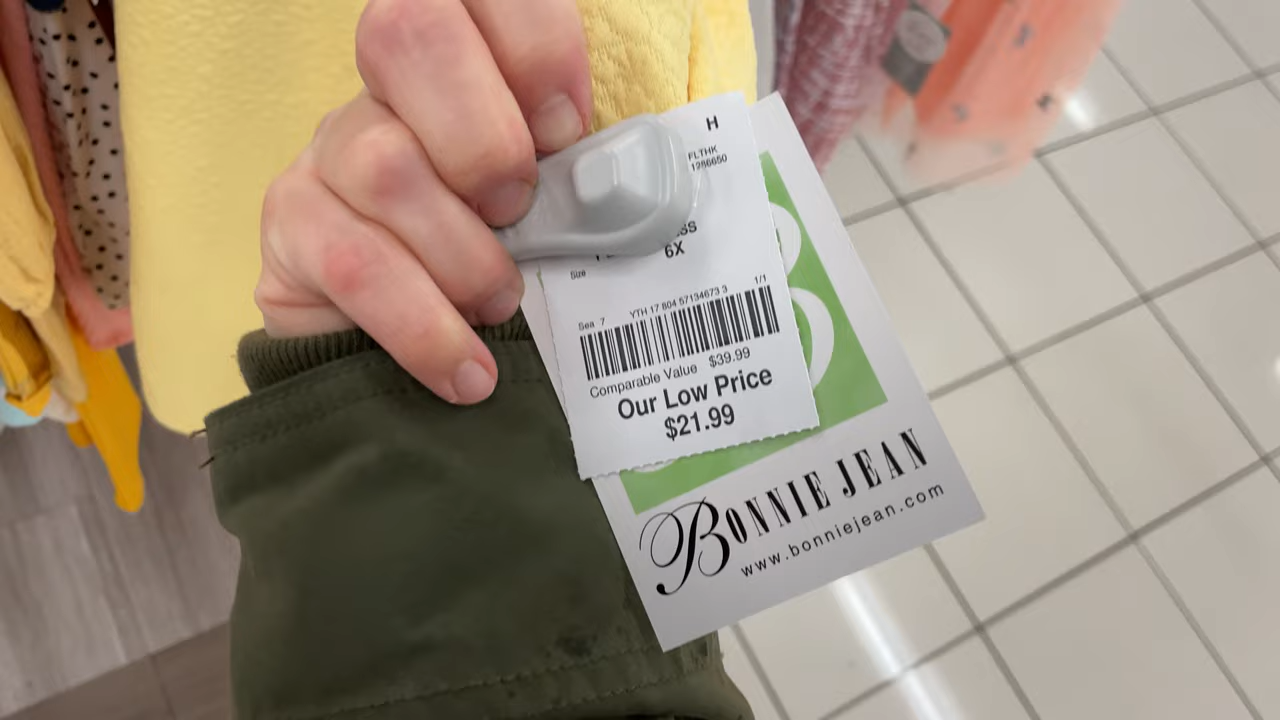 H
FLTHK
1286650
6X
Size
Sea 7 YTH 17 804 57134673 3 1/1
Comparable Value $39.99
Our Low Price
$21.99
BONNIE JEAN
www.bonniejean.com